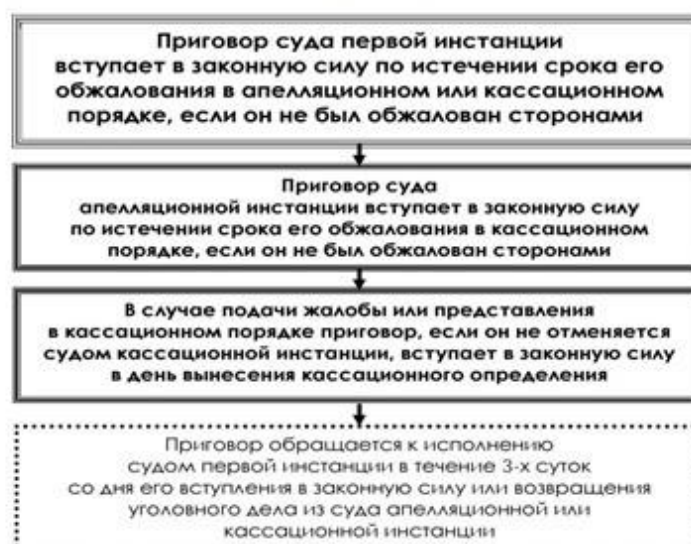 Приговор суда первой инстанции
вступает в законную силу по истечении срока его
обжалования в апелляционном или кассационном
порядке, если он не был обжалован сторонами
Приговор суда
апелляционной инстанции вступает в законную силу
по истечении срока его обжалования в кассационном
порядке, если он не был обжалован сторонами
В случае подачи жалобы или представления
в кассационном порядке приговор, если он не отменяется
судом кассационной инстанции, вступает в законную силу
в день вынесения кассационного определения
Приговор обращается к исполнению
судом первой инстанции в течение 3-х суток
со дня его вступления в законную силу или возвращения
уголовного дела из суда апелляционной или
кассационной инстанции